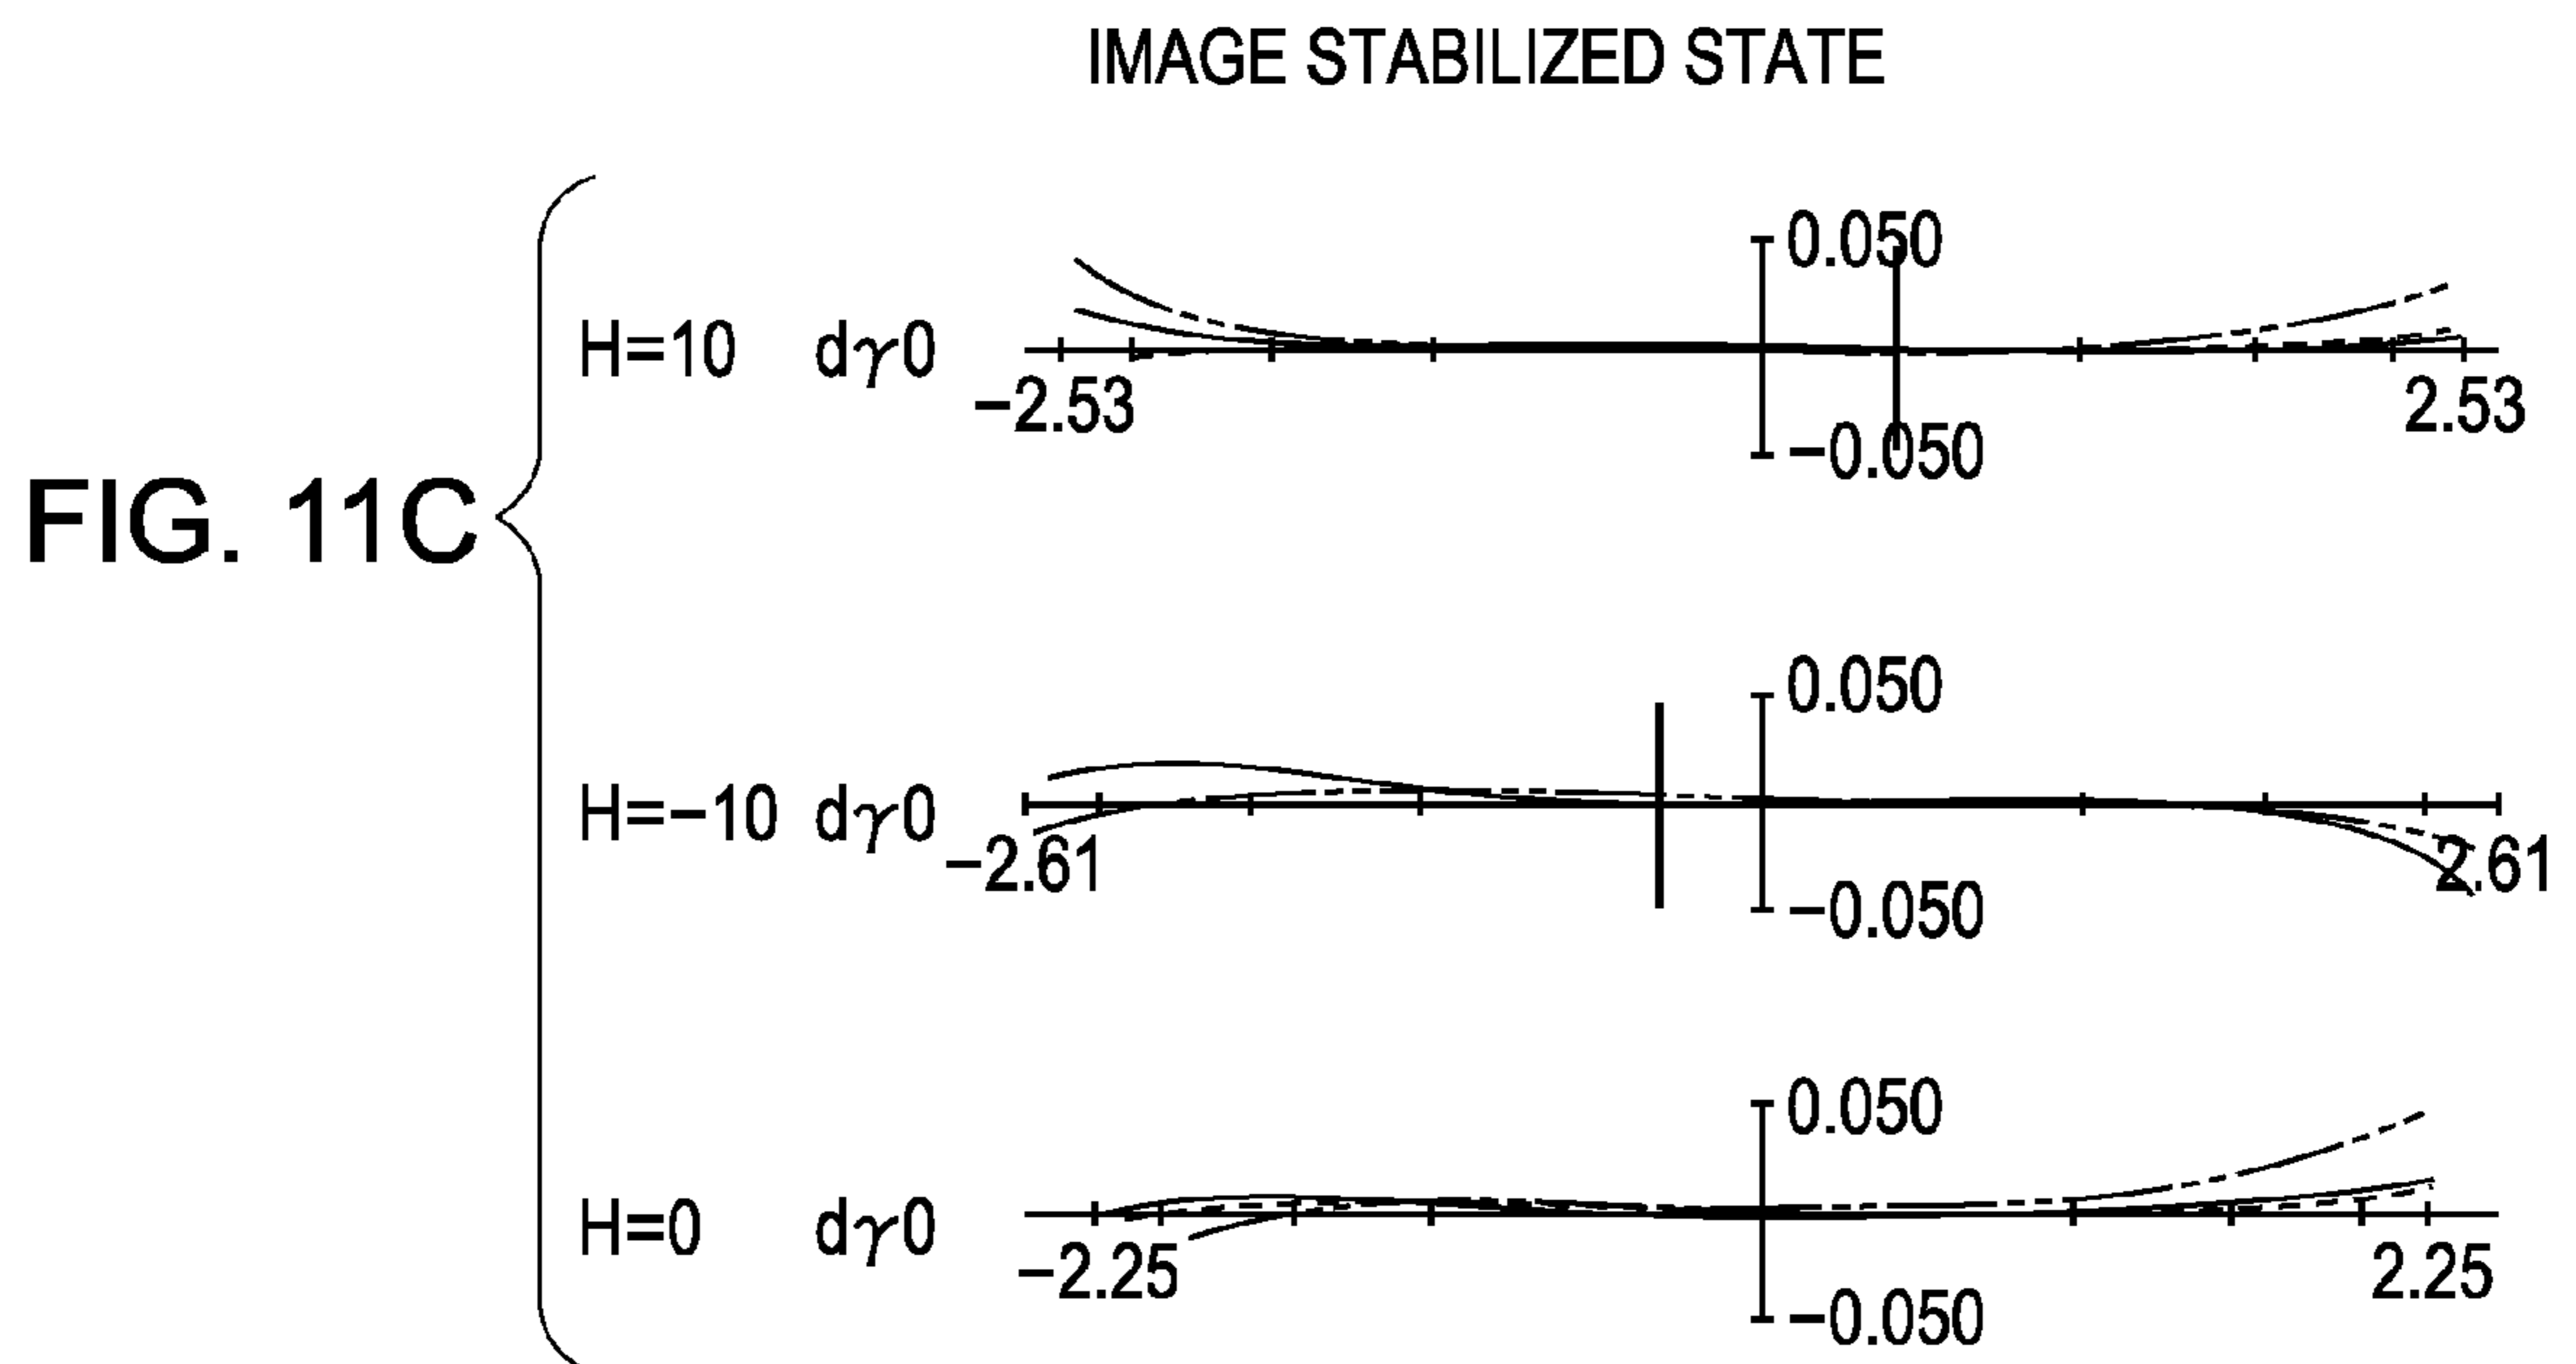 IMAGE STABILIZED STATE
FIG. 11C
H=10 dγ0
0.050
−0.050
−2.53
2.53
H=−10 dγ0
0.050
−0.050
−2.61
2.61
H=0 dγ0
0.050
−0.050
−2.25
2.25